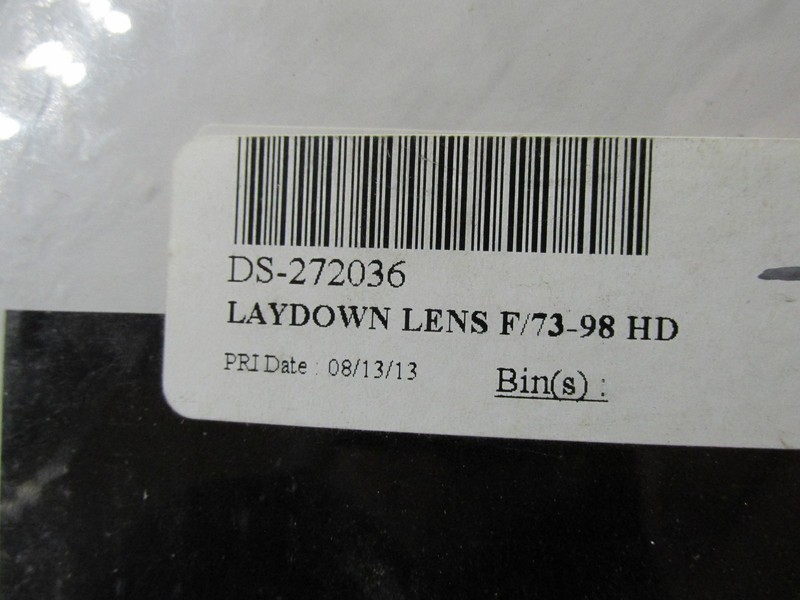 DS-272036
LAYDOWN LENS F/73-98 HD
PRI Date : 08/13/13
Bin(s) :